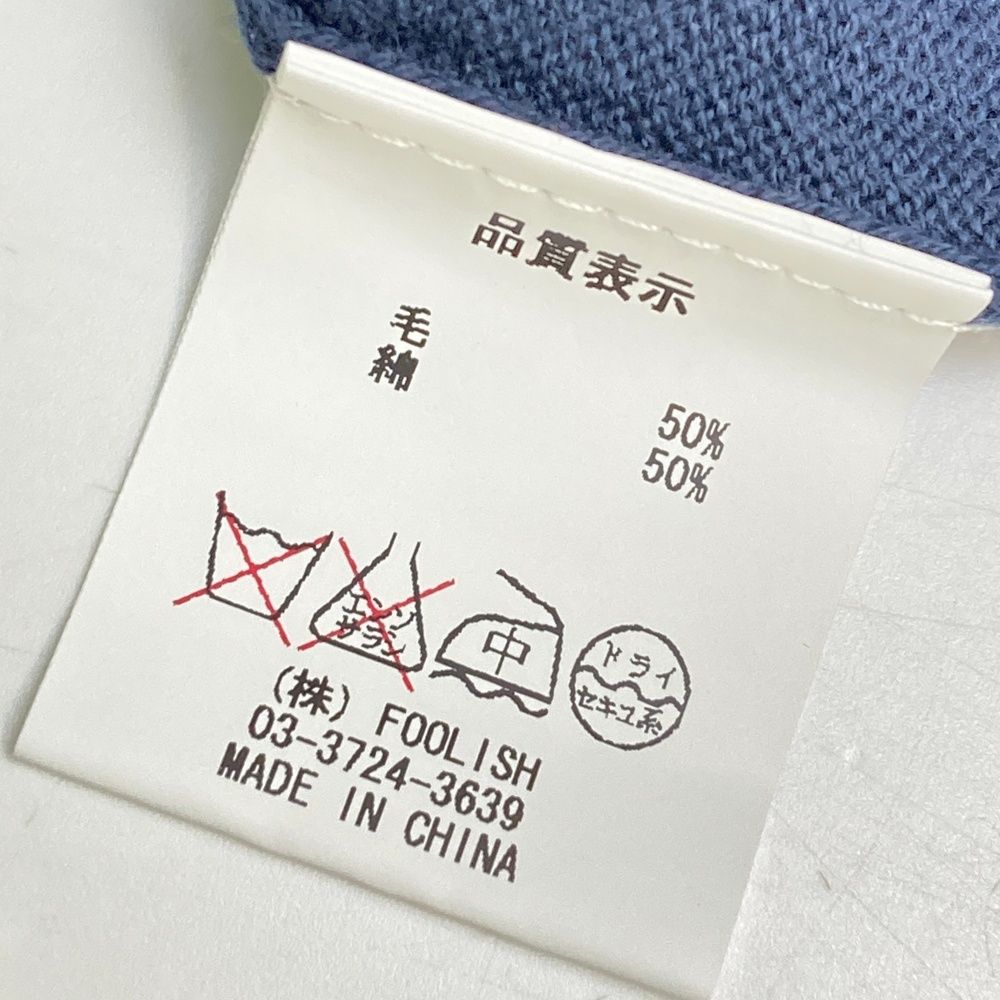 品質表示
毛 50%
綿 50%
エンソ
サラシ
中
ドライ
セキユ系
(株) FOOLISH
03-3724-3639
MADE IN CHINA